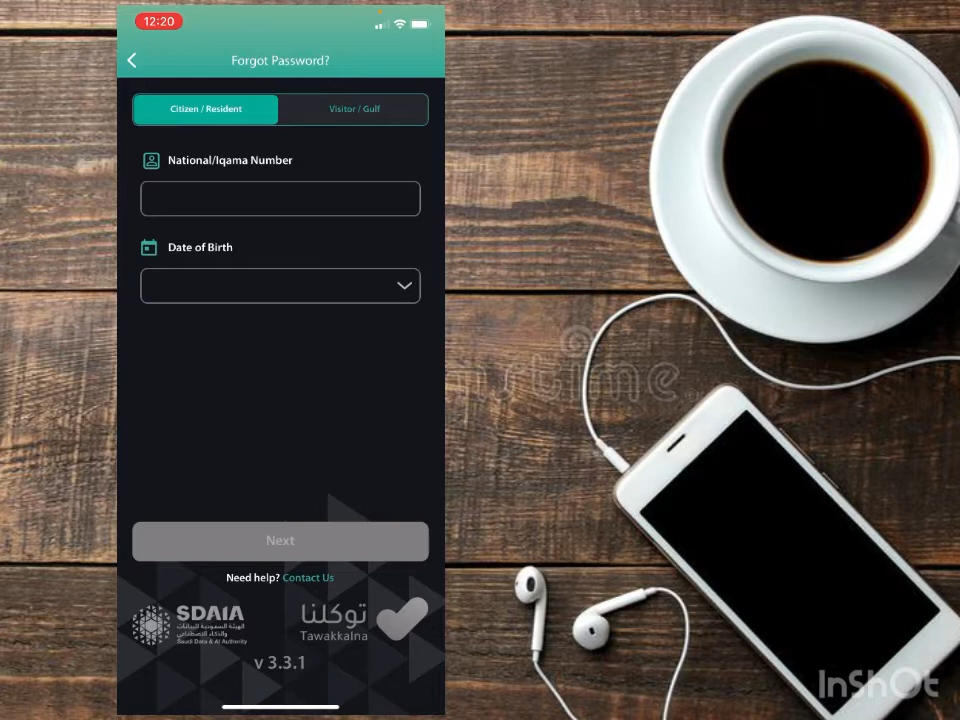 12:20
Forgot Password?
Citizen / Resident
Visitor / Gulf
National/Iqama Number
Date of Birth
Next
Need help? Contact Us
SDAIA
الهيئة السعودية للبيانات
والذكاء الاصطناعي
Saudi Data & AI Authority
توكلنا
Tawakkalna
v 3.3.1
InShOt